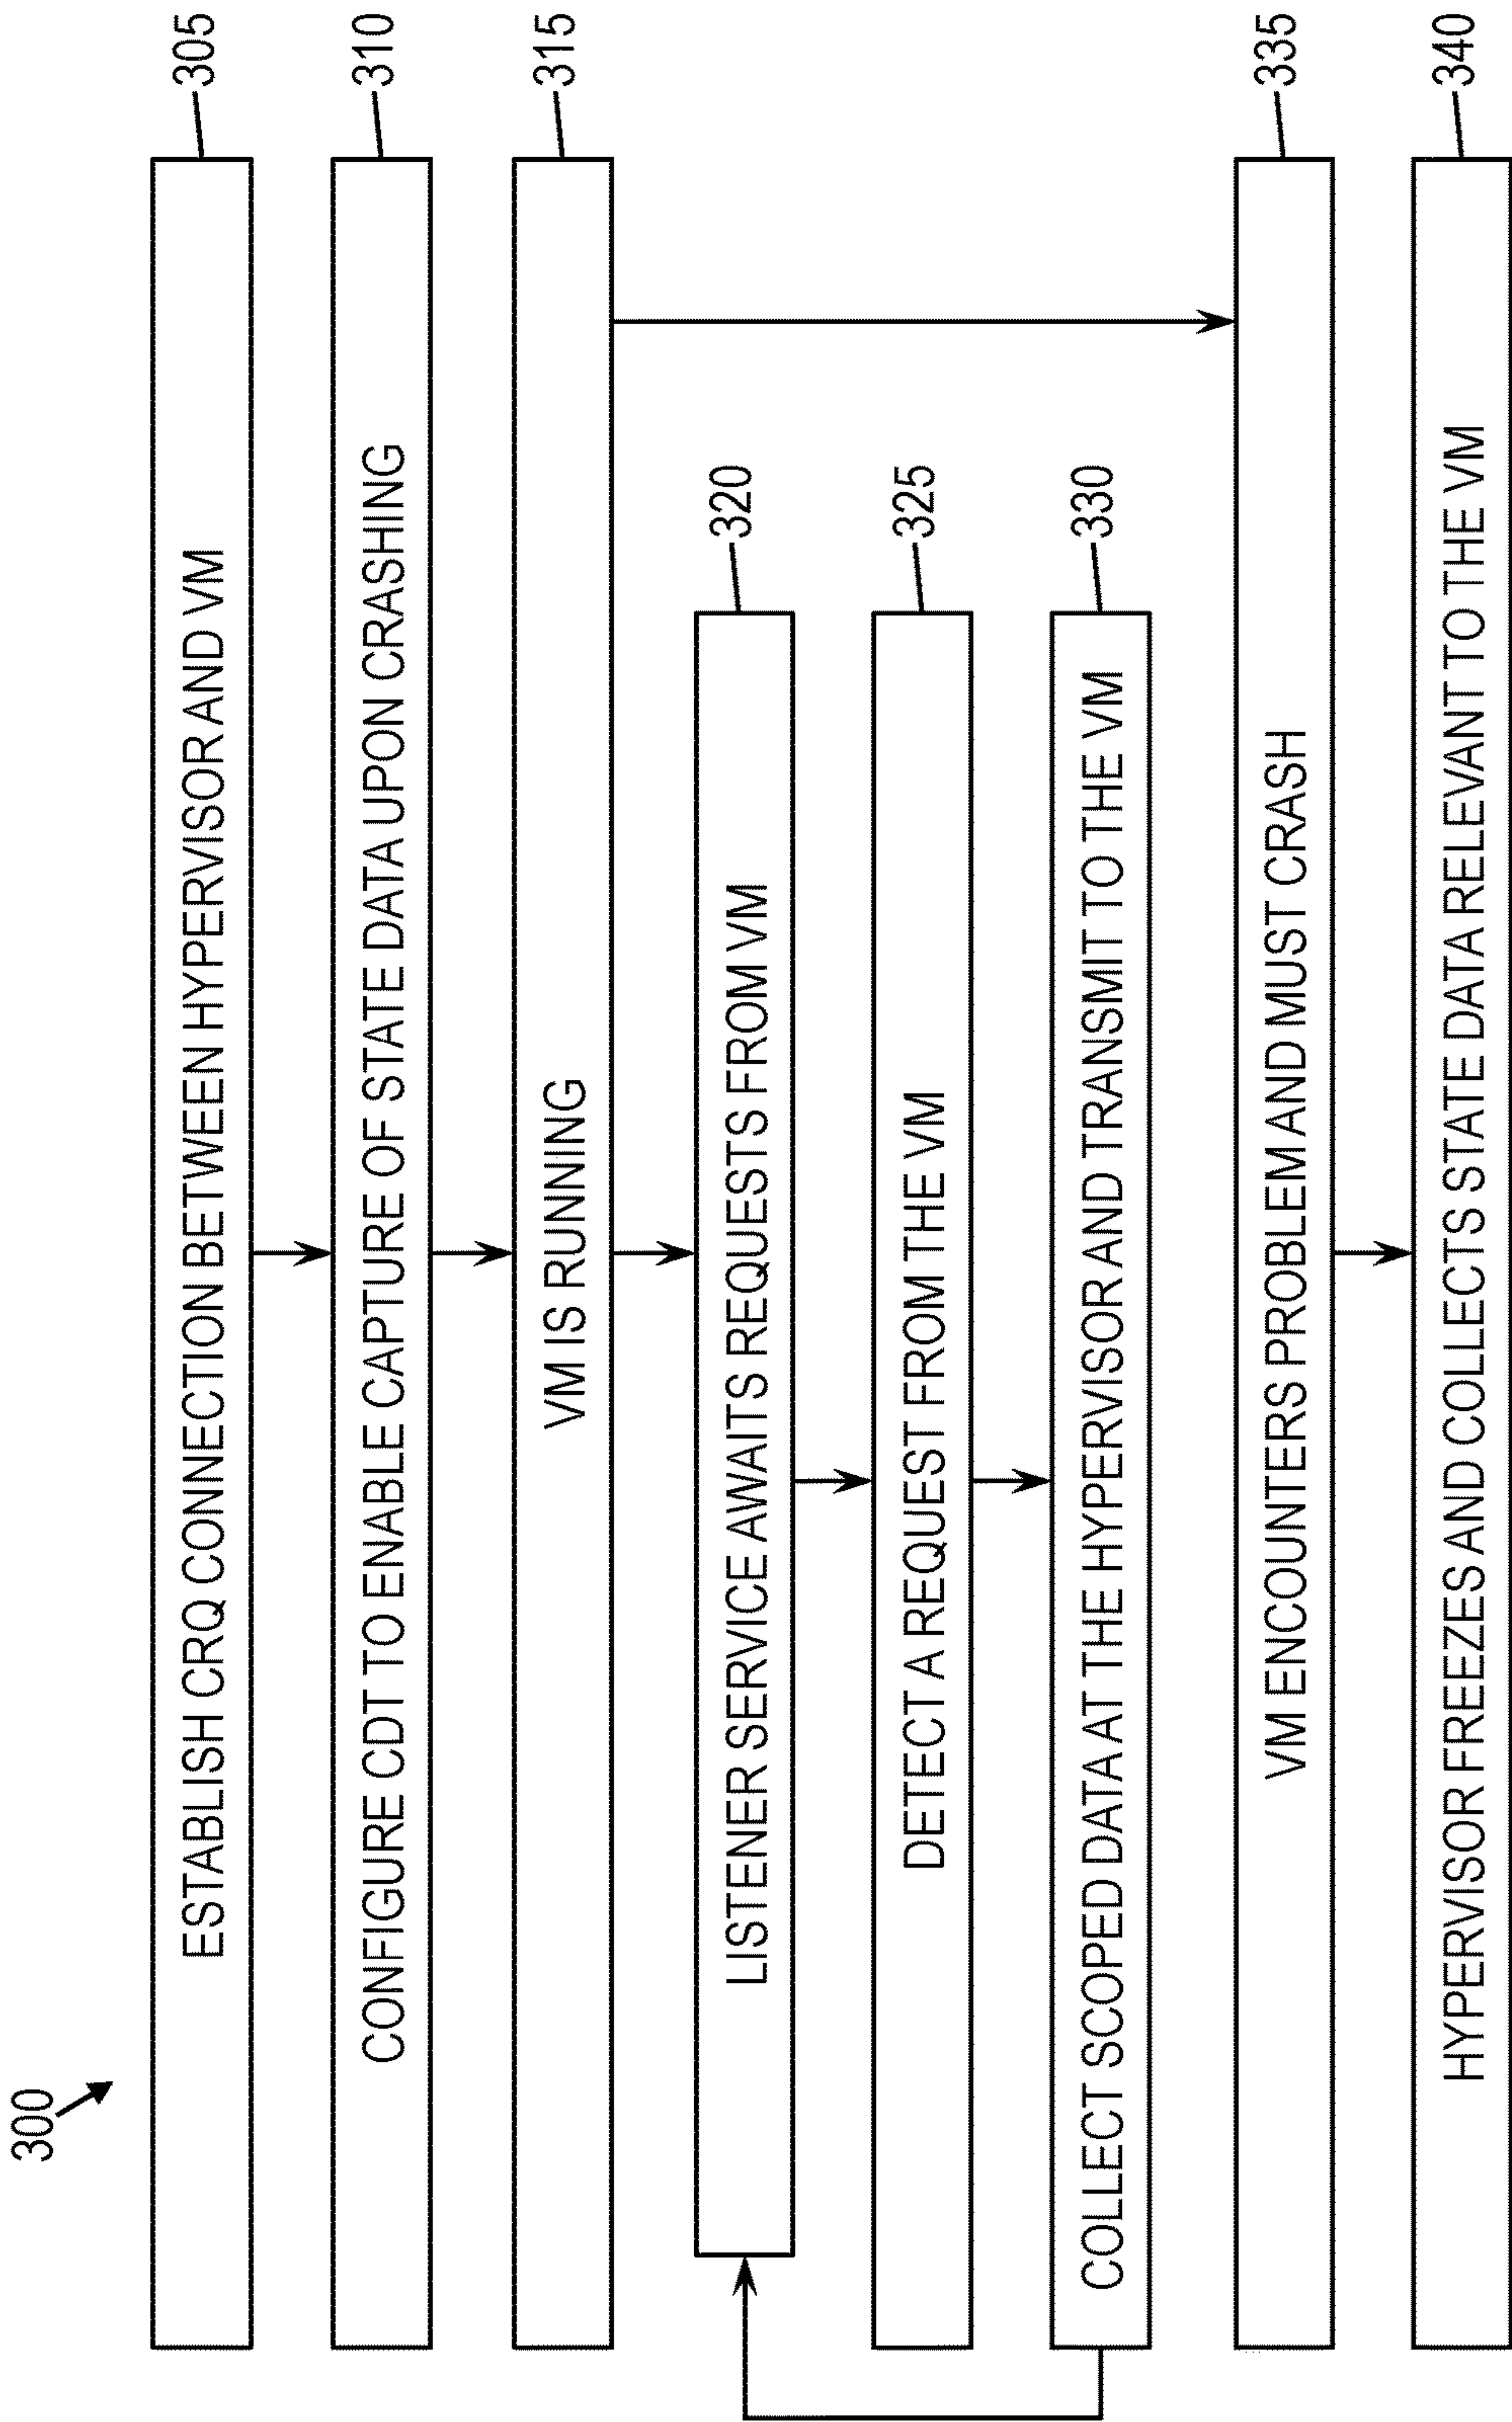 300
ESTABLISH CRQ CONNECTION BETWEEN HYPERVISOR AND VM
305
CONFIGURE CDT TO ENABLE CAPTURE OF STATE DATA UPON CRASHING
310
VM IS RUNNING
315
LISTENER SERVICE AWAITS REQUESTS FROM VM
320
DETECT A REQUEST FROM THE VM
325
COLLECT SCOPED DATA AT THE HYPERVISOR AND TRANSMIT TO THE VM
330
VM ENCOUNTERS PROBLEM AND MUST CRASH
335
HYPERVISOR FREEZES AND COLLECTS STATE DATA RELEVANT TO THE VM
340